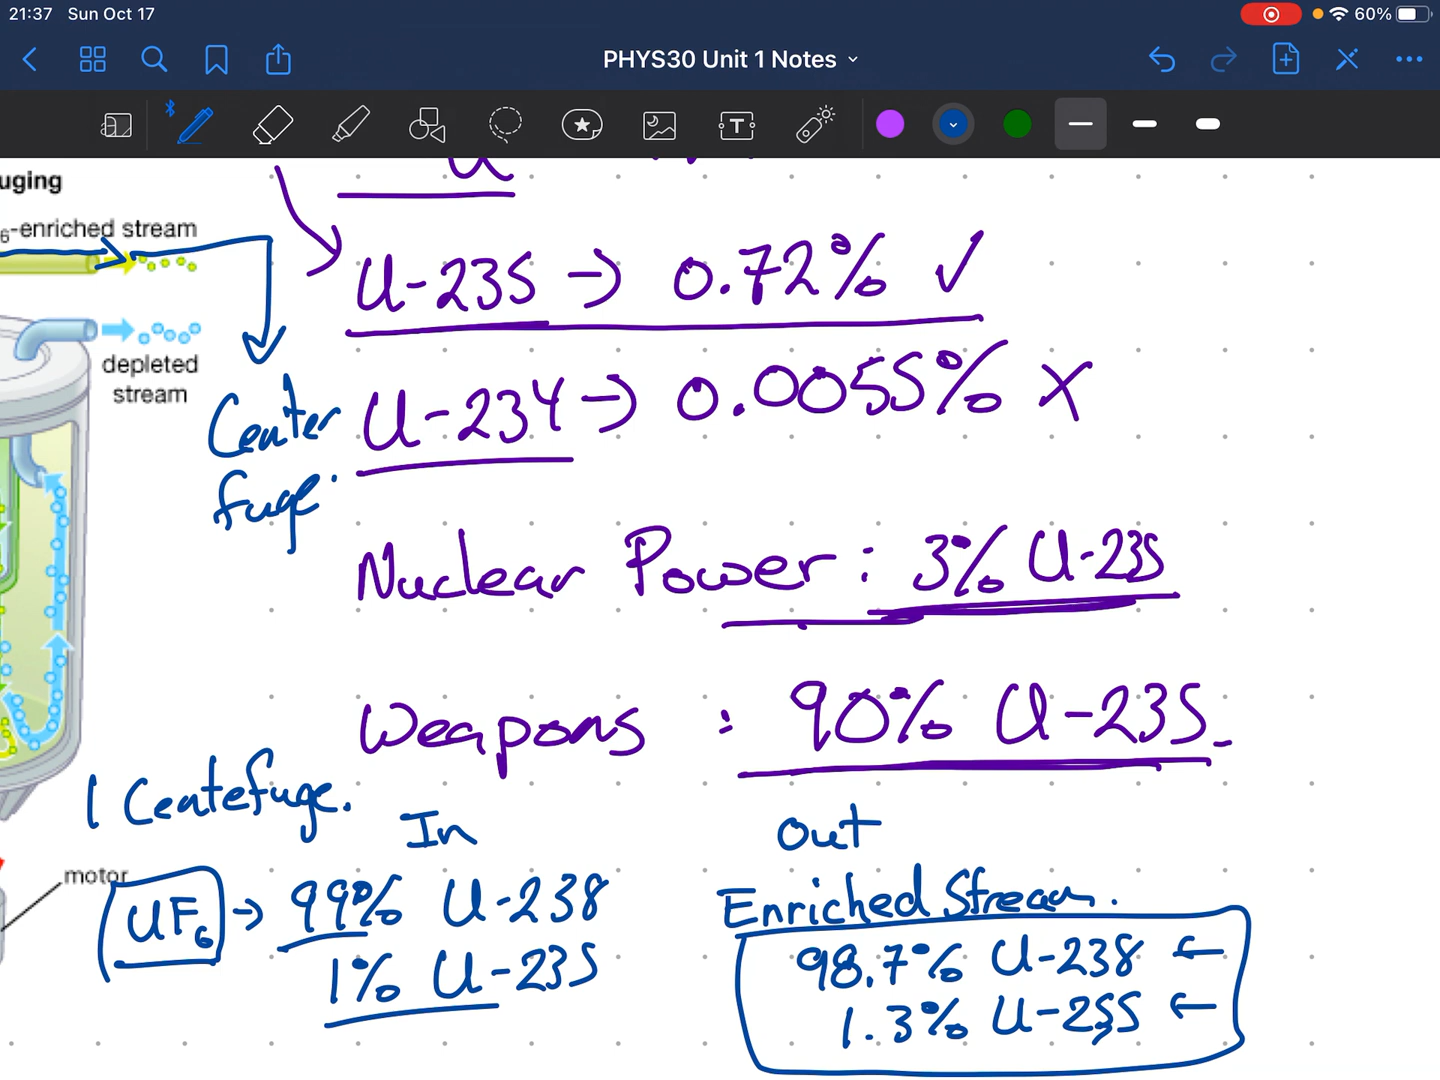 21:37 Sun Oct 17
60%
PHYS30 Unit 1 Notes
T
uging
6-enriched stream
U-235 → 0.72% ✓
depleted
stream
U-234 → 0.0055% X
Center
fuge.
Nuclear Power : 3% U-235
Weapons : 90% U-235
1 Centefuge.
In
Out
motor
UF6 → 99% U-238
1% U-235
Enriched Stream.
98.7% U-238 ←
1.3% U-235 ←